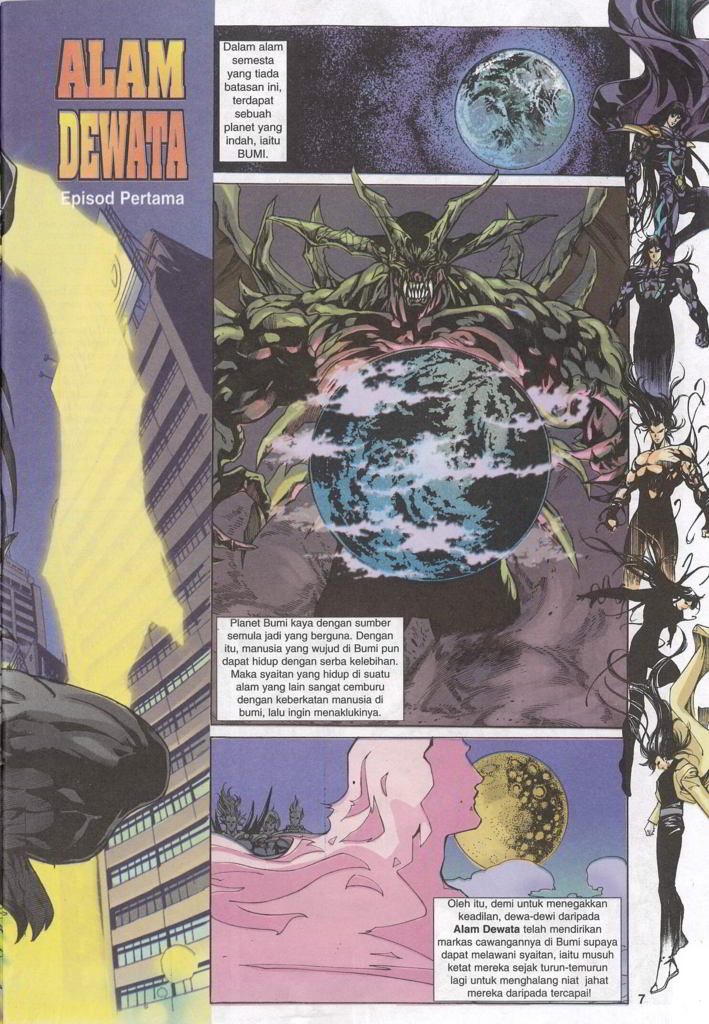 ALAM
DEWATA
Episod Pertama
Dalam alam
semesta
yang tiada
batasan ini,
terdapat
sebuah
planet yang
indah, iaitu
BUMI.
Planet Bumi kaya dengan sumber
semula jadi yang berguna. Dengan
itu, manusia yang wujud di Bumi pun
dapat hidup dengan serba kelebihan.
Maka syaitan yang hidup di suatu
alam yang lain sangat cemburu
dengan keberkatan manusia di
bumi, lalu ingin menaklukinya.
Oleh itu, demi untuk menegakkan
keadilan, dewa-dewi daripada
Alam Dewata telah mendirikan
markas cawangannya di Bumi supaya
dapat melawani syaitan, iaitu musuh
ketat mereka sejak turun-temurun
lagi untuk menghalang niat jahat
mereka daripada tercapai!
7